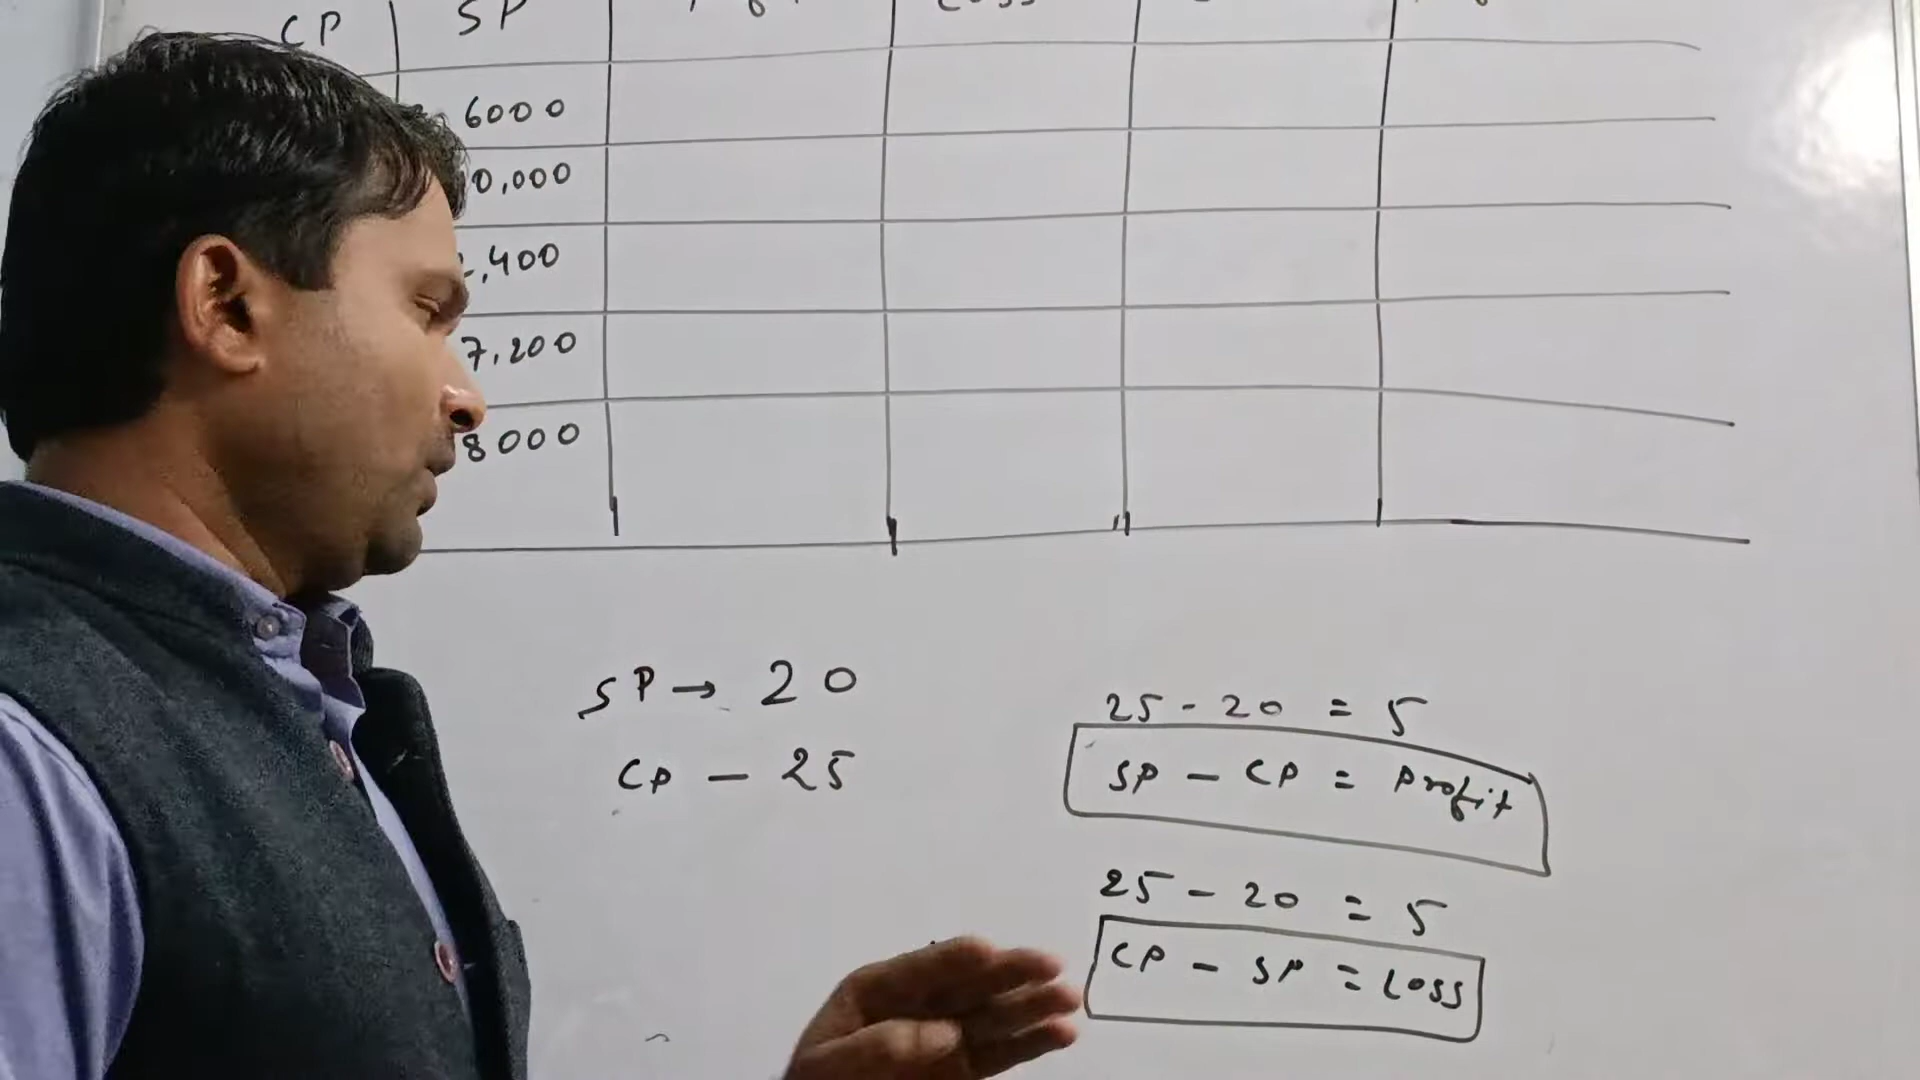 CP SP Loss
6000
0,000
,400
7,200
8000
SP → 20
CP – 25
25 - 20 = 5
SP – CP = Profit
25 – 20 = 5
CP – SP = Loss